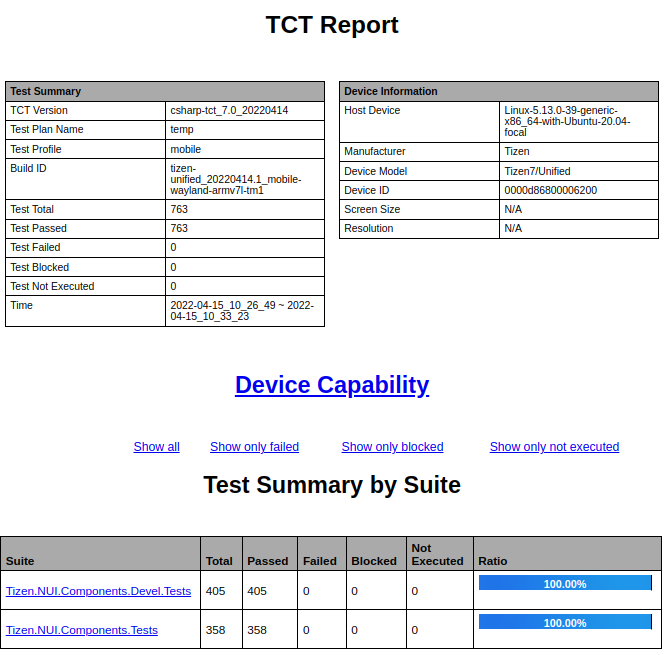 TCT Report
Test Summary
TCT Version csharp-tct_7.0_20220414
Test Plan Name temp
Test Profile mobile
Build ID tizen-
unified_20220414.1_mobile-
wayland-armv7l-tm1
Test Total 763
Test Passed 763
Test Failed 0
Test Blocked 0
Test Not Executed 0
Time 2022-04-15_10_26_49 ~ 2022-
04-15_10_33_23
Device Information
Host Device Linux-5.13.0-39-generic-
x86_64-with-Ubuntu-20.04-
focal
Manufacturer Tizen
Device Model Tizen7/Unified
Device ID 0000d86800006200
Screen Size N/A
Resolution N/A
Device Capability
Show all Show only failed Show only blocked Show only not executed
Test Summary by Suite
Suite Total Passed Failed Blocked Not
Executed Ratio
Tizen.NUI.Components.Devel.Tests 405 405 0 0 0 100.00%
Tizen.NUI.Components.Tests 358 358 0 0 0 100.00%